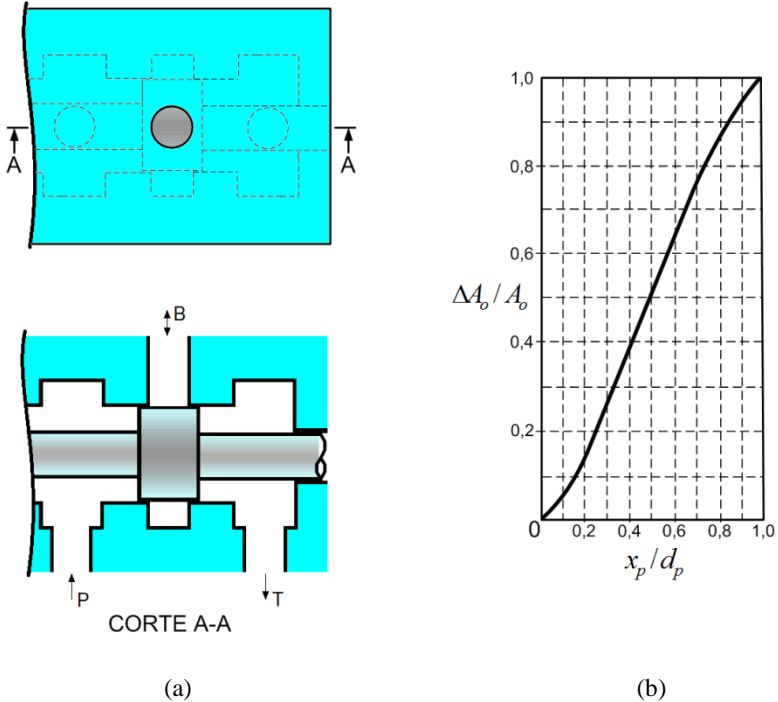 A
A
B
P
T
CORTE A-A
(a)
1,0
0,8
0,6
ΔAₒ/Aₒ
0,4
0,2
0
0,2
0,4
0,6
0,8
1,0
xₚ/dₚ
(b)